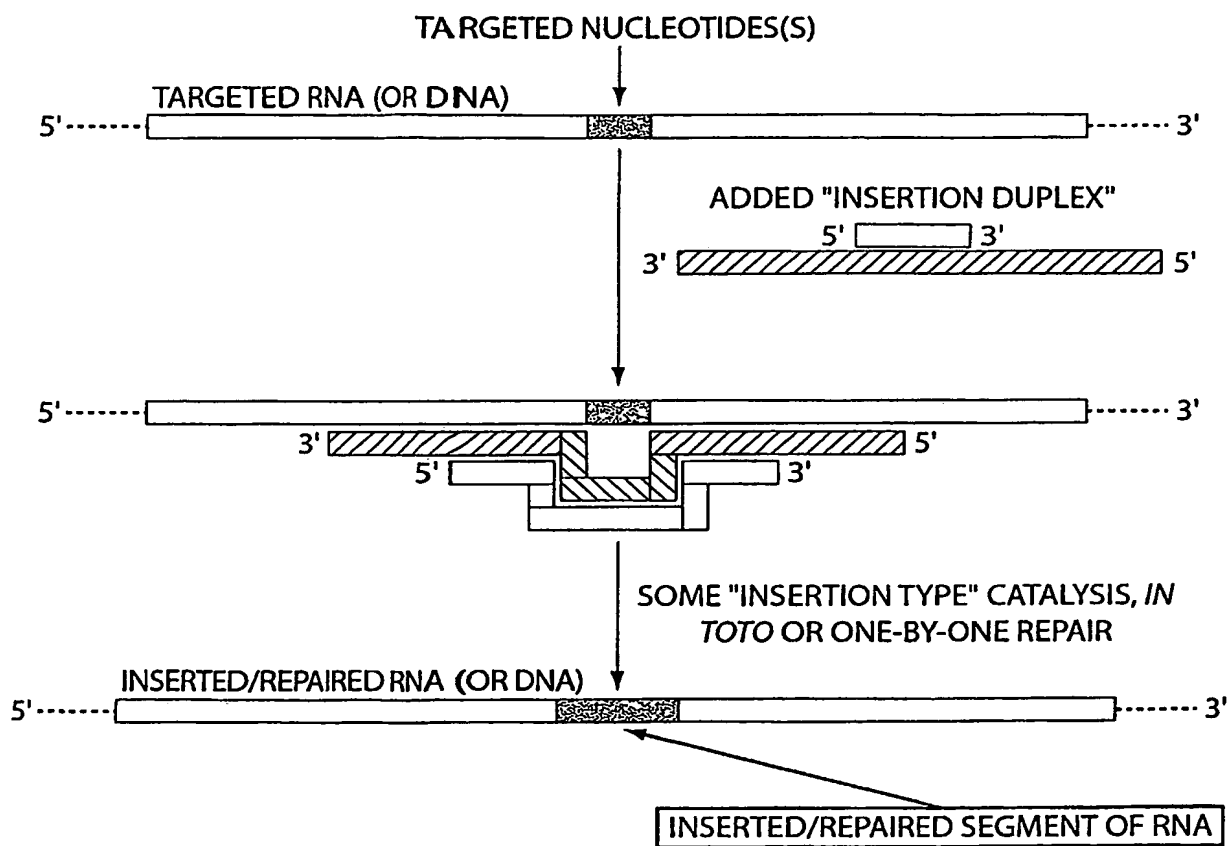 TARGETED NUCLEOTIDES(S)
TARGETED RNA (OR DNA)
5' 3'
ADDED "INSERTION DUPLEX"
5' 3'
3' 5'
5' 3'
3' 5'
5' 3'
SOME "INSERTION TYPE" CATALYSIS, IN
TOTO OR ONE-BY-ONE REPAIR
INSERTED/REPAIRED RNA (OR DNA)
5' 3'
INSERTED/REPAIRED SEGMENT OF RNA